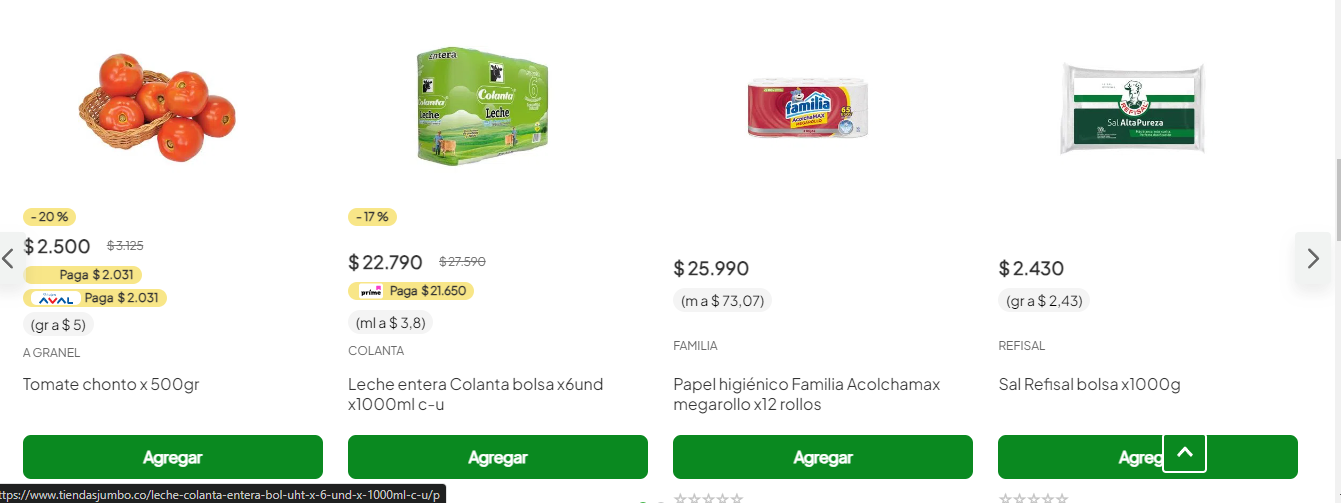 entera
Colanta
Leche
6
Colanta
Leche
familia
AcolchaMAX
MEGARROLLO
REFISAL
Sal AltaPureza
- 20 %
$ 2.500 $ 3.125
Paga $ 2.031
AVAL Paga $ 2.031
(gr a $ 5)
A GRANEL
Tomate chonto x 500gr
Agregar
- 17 %
$ 22.790 $ 27.590
prime Paga $ 21.650
(ml a $ 3,8)
COLANTA
Leche entera Colanta bolsa x6und
x1000ml c-u
Agregar
$ 25.990
(m a $ 73,07)
FAMILIA
Papel higiénico Familia Acolchamax
megarollo x12 rollos
Agregar
$ 2.430
(gr a $ 2,43)
REFISAL
Sal Refisal bolsa x1000g
Agreg
ttps://www.tiendasjumbo.co/leche-colanta-entera-bol-uht-x-6-und-x-1000ml-c-u/p